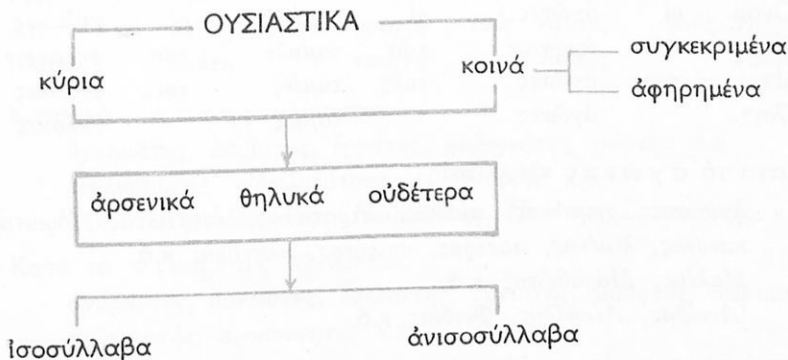 ΟΥΣΙΑΣΤΙΚΑ
κύρια
κοινά
συγκεκριμένα
ἀφηρημένα
ἀρσενικά θηλυκά οὐδέτερα
ἰσοσύλλαβα
ἀνισοσύλλαβα